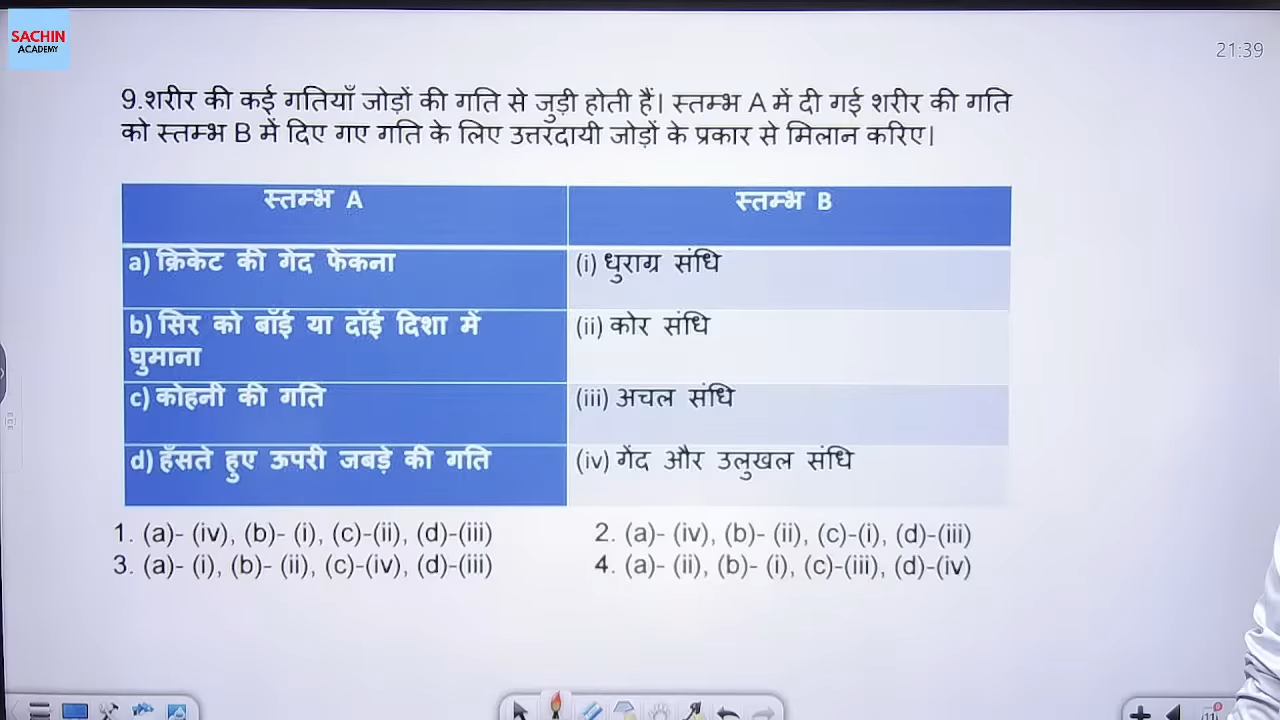 SACHIN
ACADEMY
21:39
9.शरीर की कई गतियाँ जोड़ों की गति से जुड़ी होती हैं। स्तम्भ A में दी गई शरीर की गति
को स्तम्भ B में दिए गए गति के लिए उत्तरदायी जोड़ों के प्रकार से मिलान करिए।
स्तम्भ A स्तम्भ B
a) क्रिकेट की गेंद फेंकना (i) धुराग्र संधि
b) सिर को बॉई या दॉई दिशा में (ii) कोर संधि
घुमाना
c) कोहनी की गति (iii) अचल संधि
d) हँसते हुए ऊपरी जबड़े की गति (iv) गेंद और उलुखल संधि
1. (a)- (iv), (b)- (i), (c)-(ii), (d)-(iii) 2. (a)- (iv), (b)- (ii), (c)-(i), (d)-(iii)
3. (a)- (i), (b)- (ii), (c)-(iv), (d)-(iii) 4. (a)- (ii), (b)- (i), (c)-(iii), (d)-(iv)